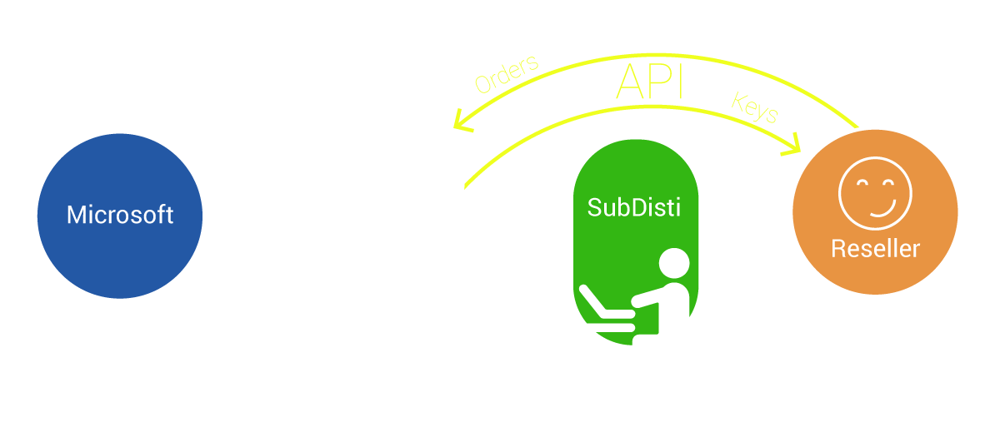 Orders
API
Keys
Microsoft
SubDisti
Reseller